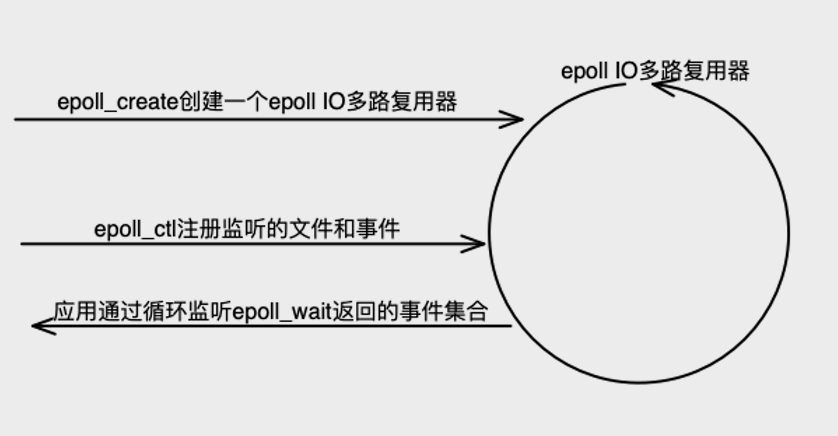 epoll IO多路复用器
epoll_create创建一个epoll IO多路复用器
epoll_ctl注册监听的文件和事件
应用通过循环监听epoll_wait返回的事件集合